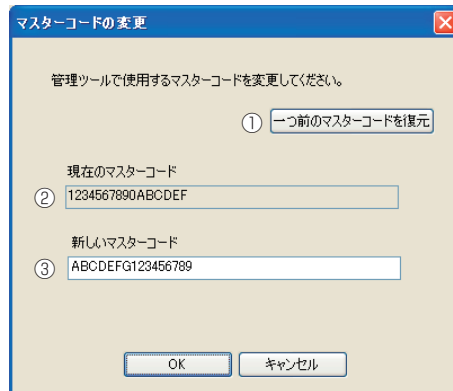 マスターコードの変更
管理ツールで使用するマスターコードを変更してください。
① 一つ前のマスターコードを復元
現在のマスターコード
② 1234567890ABCDEF
新しいマスターコード
③ ABCDEFG123456789
OK キャンセル